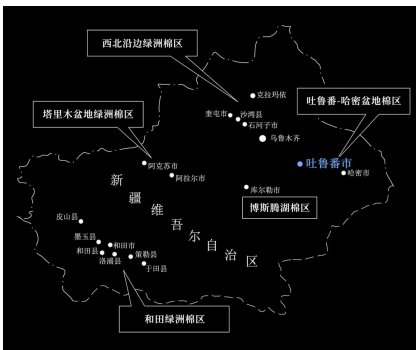 西北沿边绿洲棉区
克拉玛依
吐鲁番-哈密盆地棉区
奎屯市
沙湾县
石河子市
塔里木盆地绿洲棉区
乌鲁木齐
阿克苏市
吐鲁番市
阿拉尔市
哈密市
库尔勒市
博斯腾湖棉区
新疆维吾尔自治区
皮山县
墨玉县
和田市
和田县
洛浦县
策勒县
于田县
和田绿洲棉区